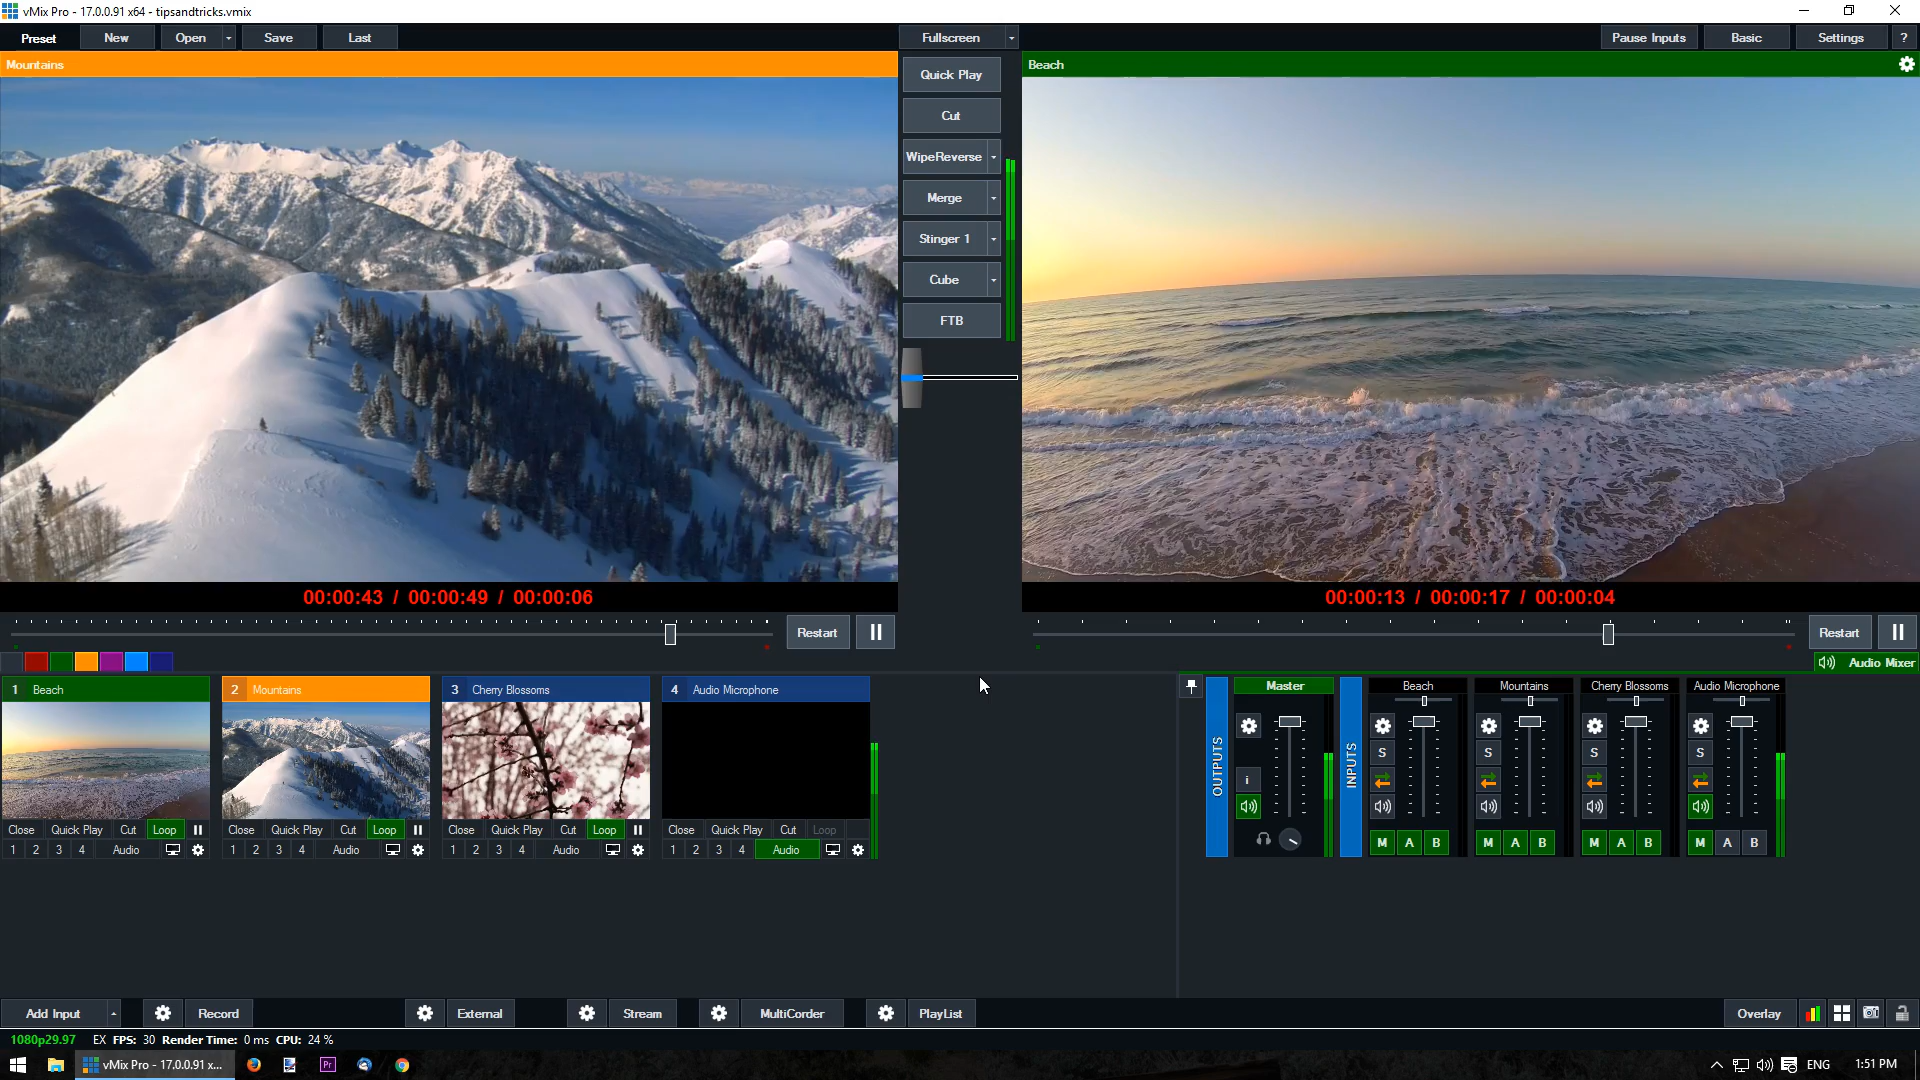 vMix Pro - 17.0.0.91 x64 - tipsandtricks.vmix
Preset New Open Save Last Fullscreen Pause Inputs Basic Settings ?
Mountains
Beach
Quick Play
Cut
WipeReverse
Merge
Stinger 1
Cube
FTB
00:00:43 / 00:00:49 / 00:00:06
00:00:13 / 00:00:17 / 00:00:04
Restart
Restart
Audio Mixer
1 Beach
2 Mountains
3 Cherry Blossoms
4 Audio Microphone
Close Quick Play Cut Loop
1 2 3 4 Audio
Close Quick Play Cut Loop
1 2 3 4 Audio
Close Quick Play Cut Loop
1 2 3 4 Audio
Close Quick Play Cut Loop
1 2 3 4 Audio
OUTPUTS
Master
i
INPUTS
Beach
S
M A B
Mountains
S
M A B
Cherry Blossoms
S
M A B
Audio Microphone
S
M A B
Add Input Record External Stream MultiCorder PlayList Overlay
1080p29.97 EX FPS: 30 Render Time: 0 ms CPU: 24 %
vMix Pro - 17.0.0.91 x... Pr ENG 1:51 PM